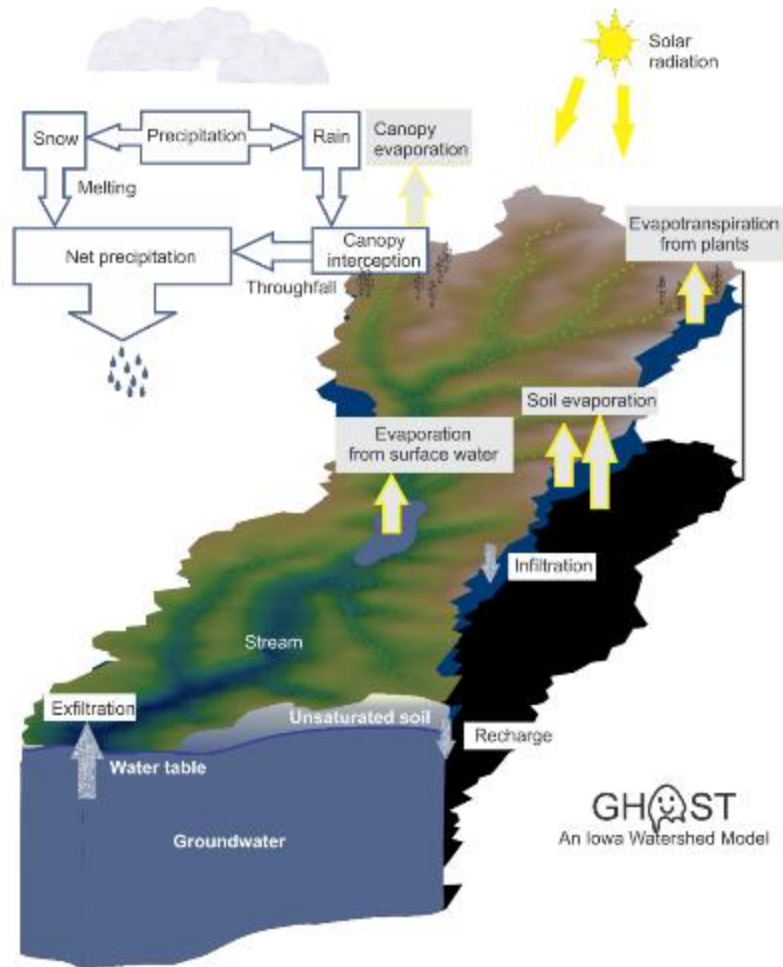 Solar
radiation
Snow
Precipitation
Rain
Canopy
evaporation
Melting
Net precipitation
Canopy
interception
Throughfall
Evapotranspiration
from plants
Soil evaporation
Evaporation
from surface water
Infiltration
Stream
Exfiltration
Unsaturated soil
Recharge
Water table
Groundwater
GHOST
An Iowa Watershed Model